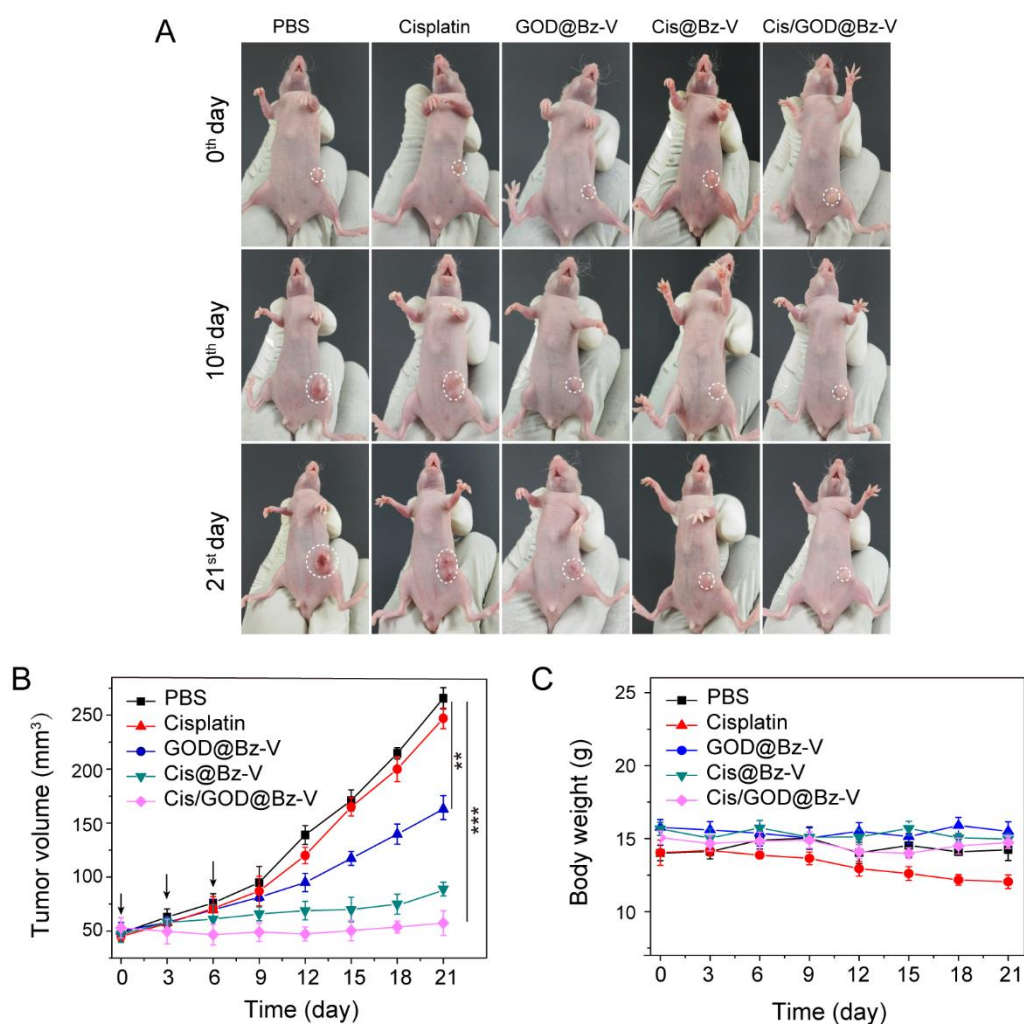 A
PBS Cisplatin GOD@Bz-V Cis@Bz-V Cis/GOD@Bz-V
0th day
10th day
21st day
B
PBS
Cisplatin
GOD@Bz-V
Cis@Bz-V
Cis/GOD@Bz-V
**
***
250
200
150
100
50
0 3 6 9 12 15 18 21
Tumor volume (mm³)
Time (day)
C
PBS
Cisplatin
GOD@Bz-V
Cis@Bz-V
Cis/GOD@Bz-V
25
20
15
10
0 3 6 9 12 15 18 21
Body weight (g)
Time (day)